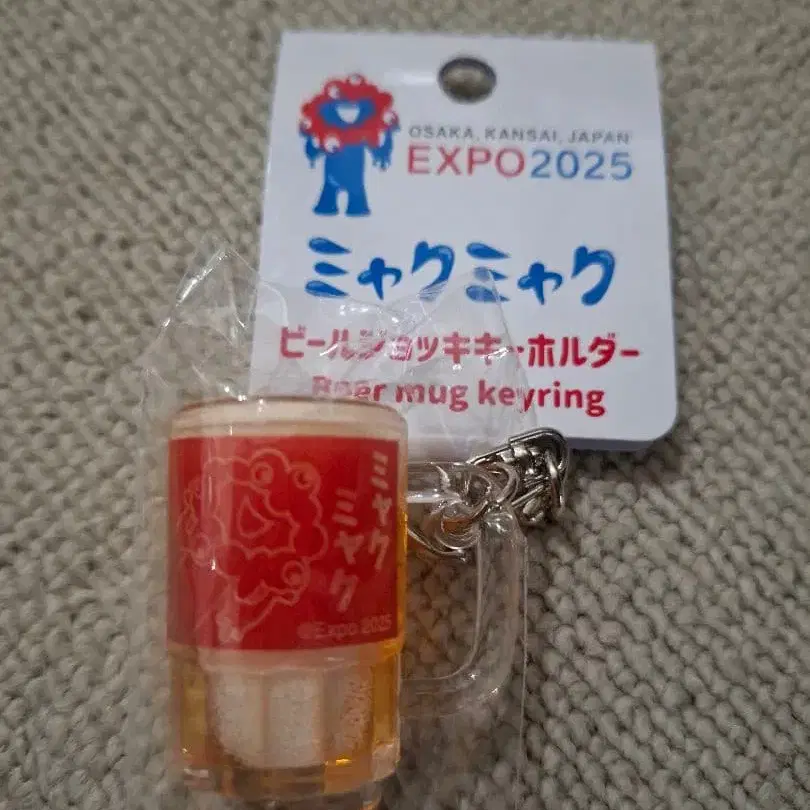 OSAKA, KANSAI, JAPAN
EXPO2025
ミャクミャク
ビールジョッキキーホルダー
Beer mug keyring
ミャク
ミャク
©Expo 2025